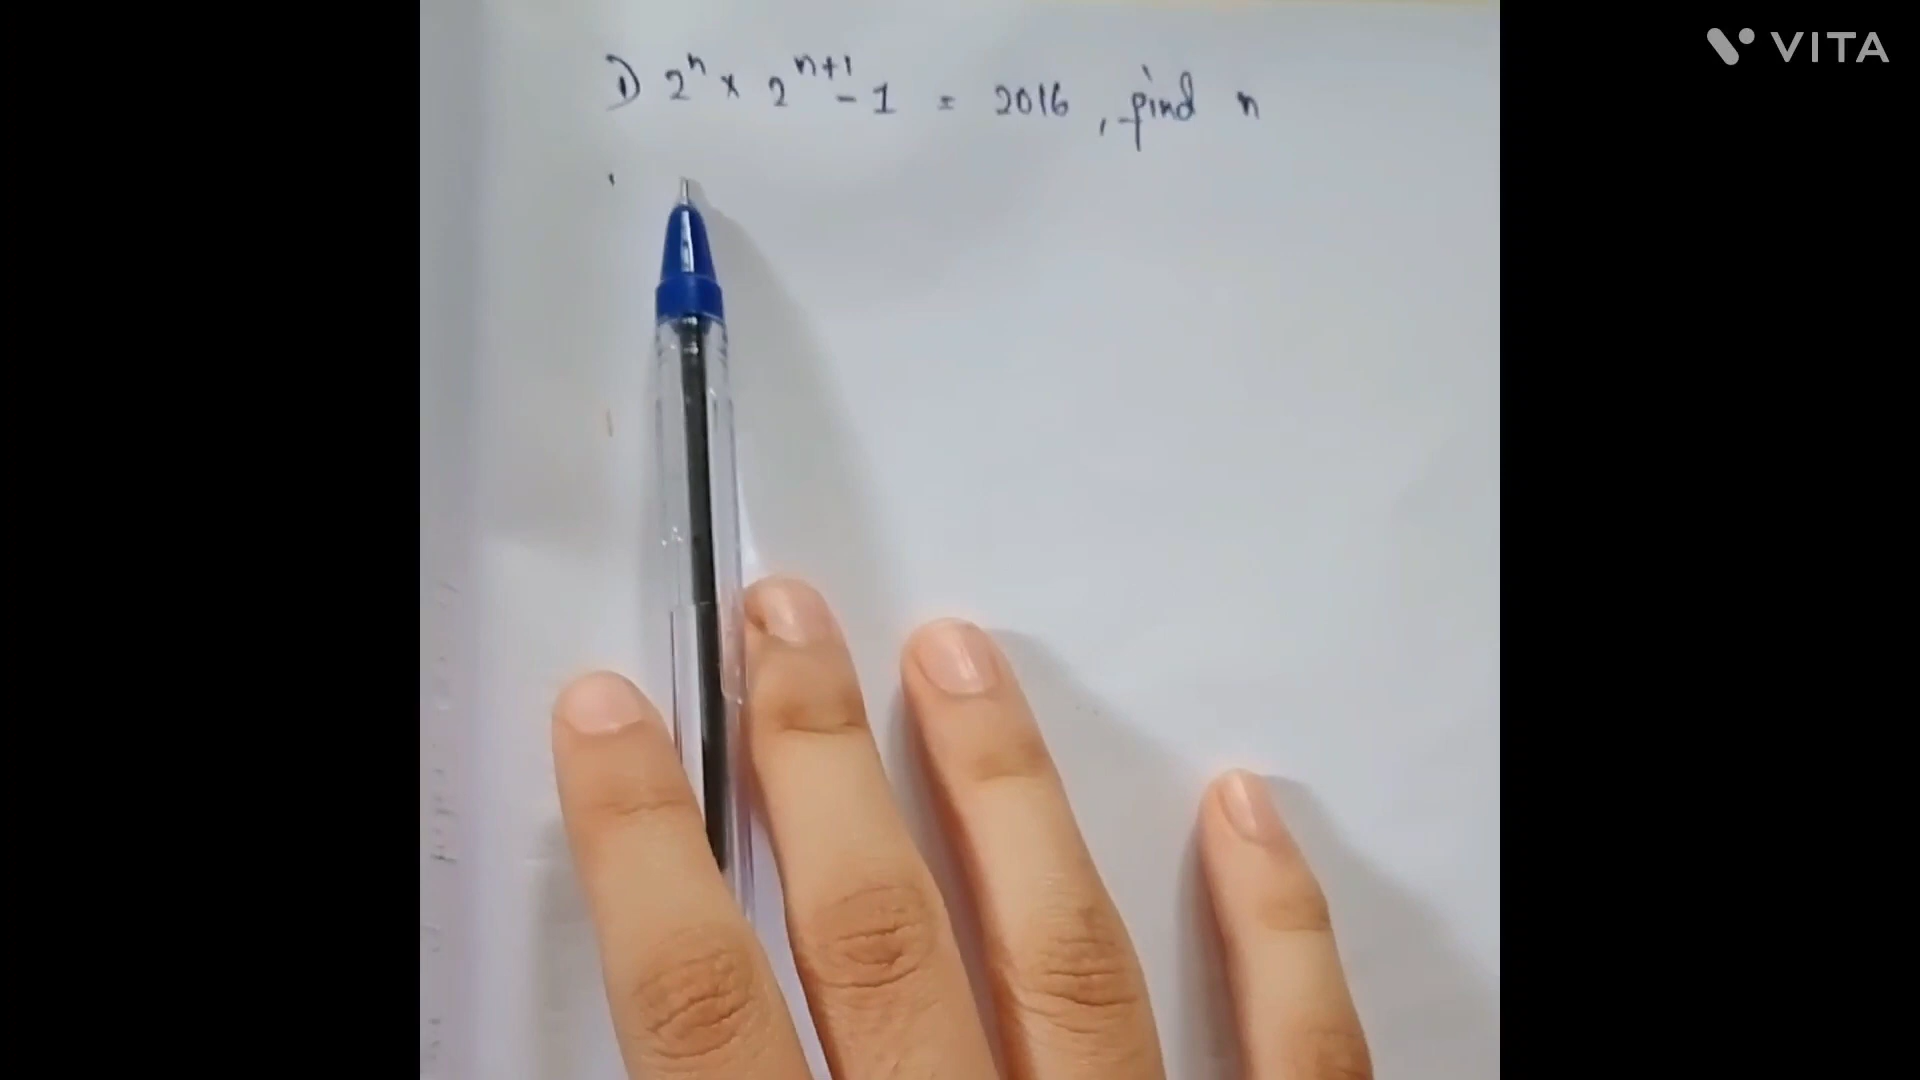 1) 2ⁿ × 2ⁿ⁺¹ - 1 = 2016, find n
VITA